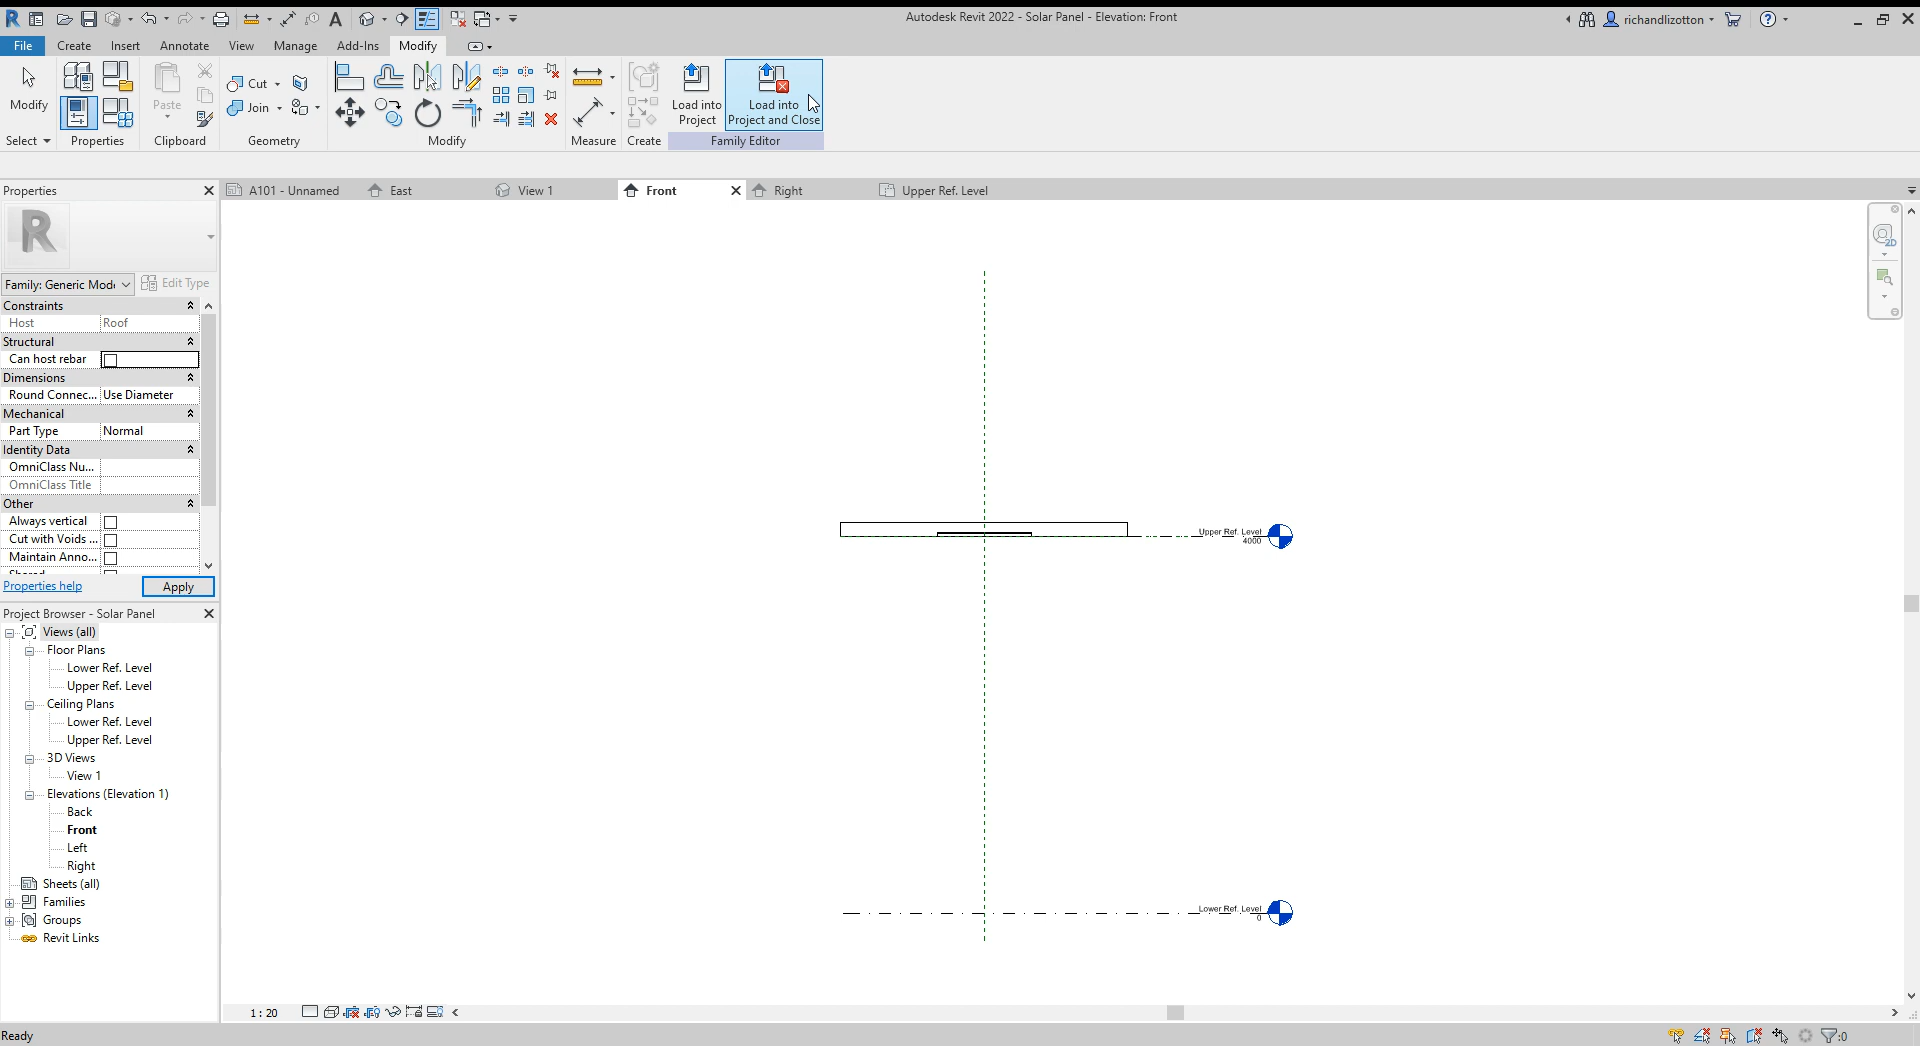 Autodesk Revit 2022 - Solar Panel - Elevation: Front
richandlizotton
File Create Insert Annotate View Manage Add-Ins Modify
Modify
Paste
Cut
Join
Load into Project
Load into Project and Close
Select Properties Clipboard Geometry Modify Measure Create Family Editor
Properties
A101 - Unnamed East View 1 Front Right Upper Ref. Level
2D
Family: Generic Mod
Edit Type
Constraints
Host Roof
Structural
Can host rebar
Dimensions
Round Connec... Use Diameter
Mechanical
Part Type Normal
Identity Data
OmniClass Nu...
OmniClass Title
Other
Always vertical
Cut with Voids ...
Maintain Anno...
Properties help Apply
Upper Ref. Level
4000
Lower Ref. Level
0
Project Browser - Solar Panel
Views (all)
Floor Plans
Lower Ref. Level
Upper Ref. Level
Ceiling Plans
Lower Ref. Level
Upper Ref. Level
3D Views
View 1
Elevations (Elevation 1)
Back
Front
Left
Right
Sheets (all)
Families
Groups
Revit Links
1 : 20
Ready
:0